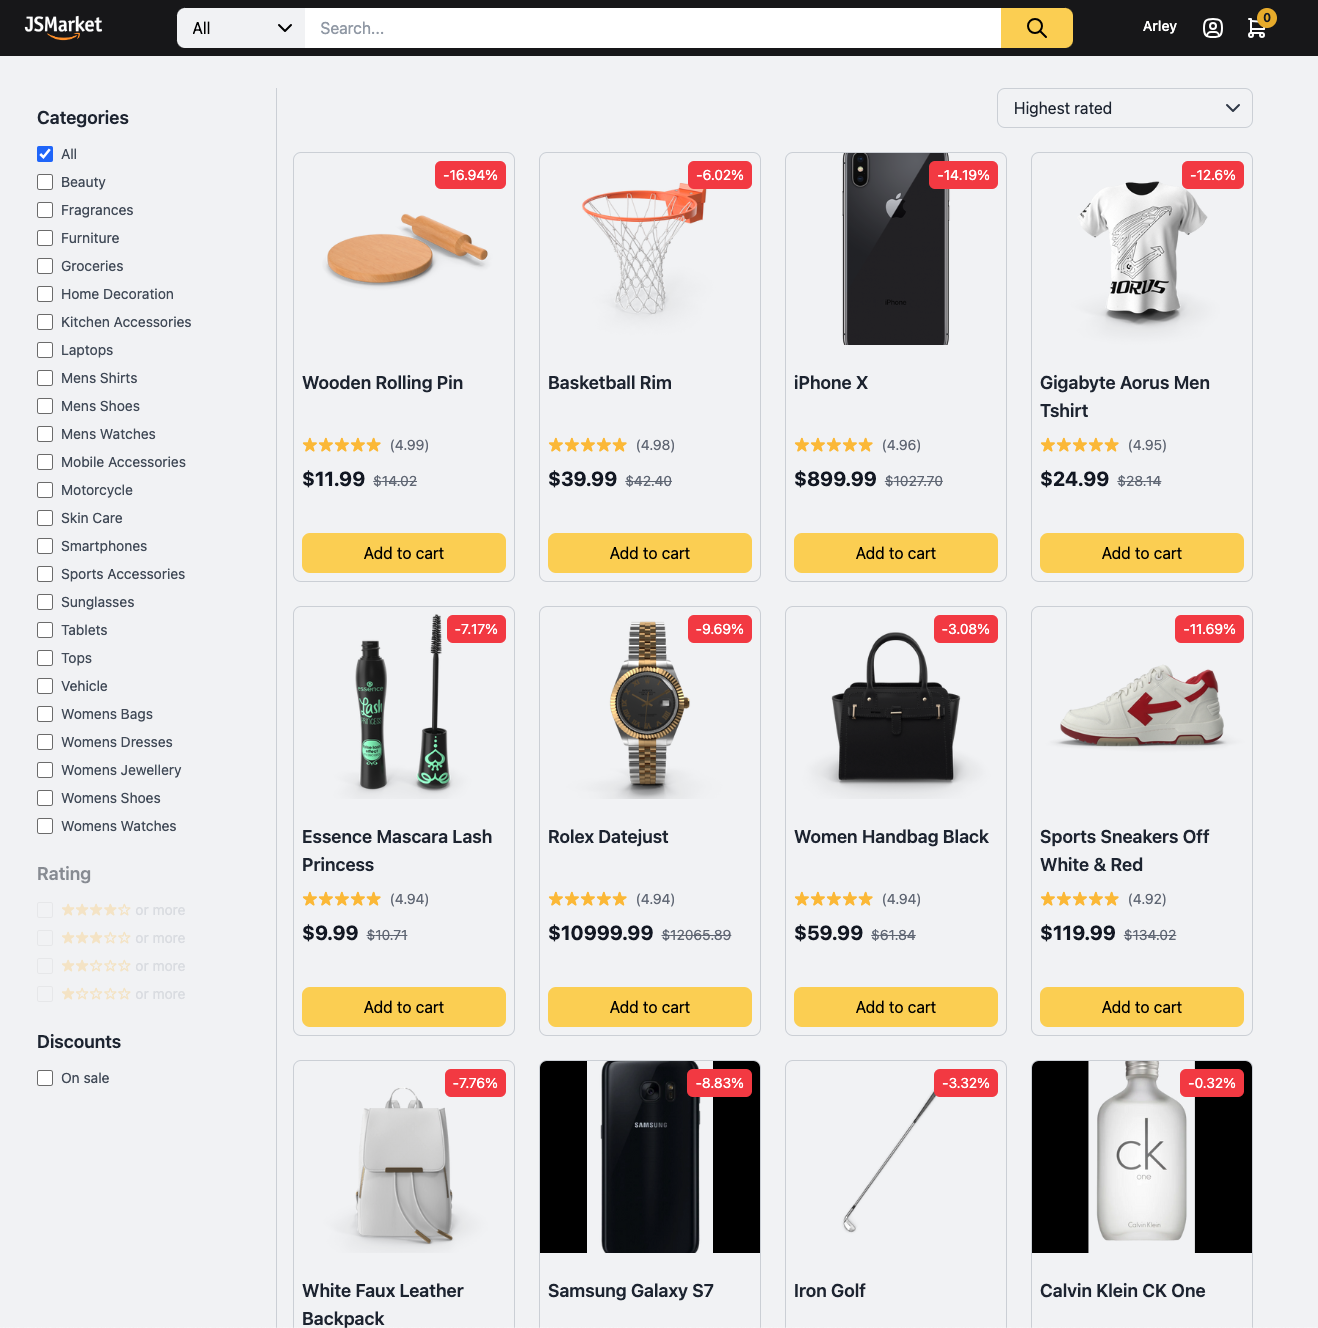 JSMarket
All
Search...
Arley
0
Categories
All
Beauty
Fragrances
Furniture
Groceries
Home Decoration
Kitchen Accessories
Laptops
Mens Shirts
Mens Shoes
Mens Watches
Mobile Accessories
Motorcycle
Skin Care
Smartphones
Sports Accessories
Sunglasses
Tablets
Tops
Vehicle
Womens Bags
Womens Dresses
Womens Jewellery
Womens Shoes
Womens Watches
Rating
or more
or more
or more
or more
Discounts
On sale
Highest rated
-16.94%
Wooden Rolling Pin
(4.99)
$11.99 $14.02
Add to cart
-6.02%
Basketball Rim
(4.98)
$39.99 $42.40
Add to cart
-14.19%
iPhone
iPhone X
(4.96)
$899.99 $1027.70
Add to cart
-12.6%
AORUS
Gigabyte Aorus Men
Tshirt
(4.95)
$24.99 $28.14
Add to cart
-7.17%
essence
Lash
PRINCESS
Essence Mascara Lash
Princess
(4.94)
$9.99 $10.71
Add to cart
-9.69%
Rolex Datejust
(4.94)
$10999.99 $12065.89
Add to cart
-3.08%
Women Handbag Black
(4.94)
$59.99 $61.84
Add to cart
-11.69%
Sports Sneakers Off
White & Red
(4.92)
$119.99 $134.02
Add to cart
-7.76%
White Faux Leather
Backpack
-8.83%
SAMSUNG
Samsung Galaxy S7
-3.32%
Iron Golf
-0.32%
ck
one
Calvin Klein
Calvin Klein CK One